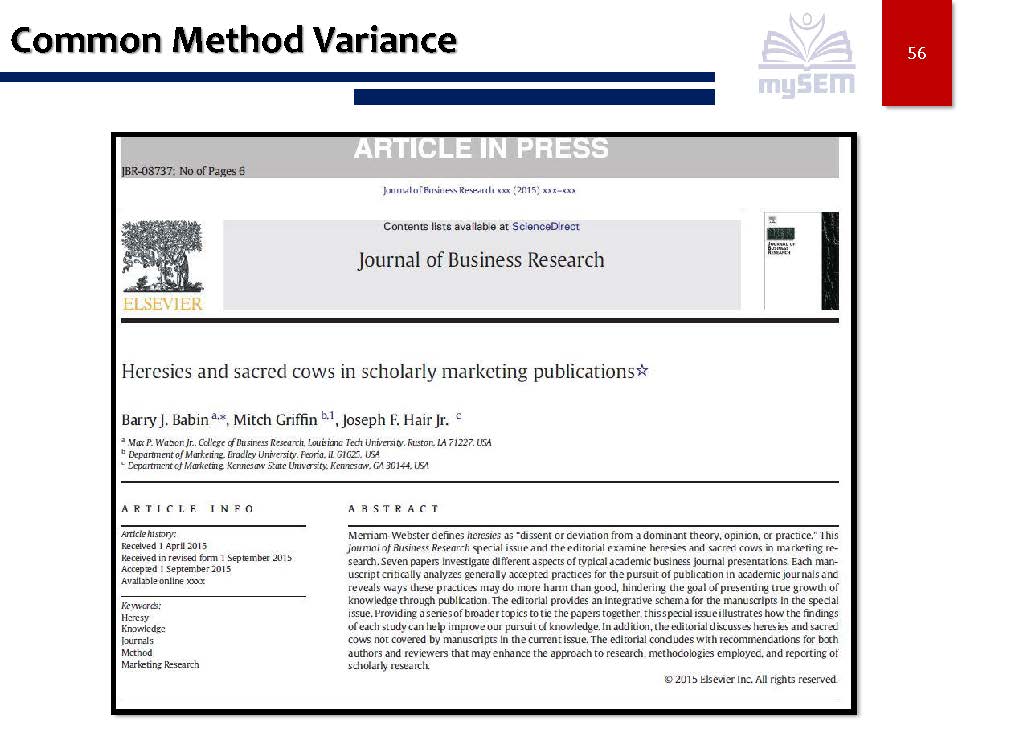 Common Method Variance
mySEM
56
ARTICLE IN PRESS
JBR-08737; No of Pages 6
Journal of Business Research xxx (2015) xxx–xxx
Contents lists available at ScienceDirect
Journal of Business Research
ELSEVIER
JOURNAL OF
BUSINESS
RESEARCH
Heresies and sacred cows in scholarly marketing publications☆
Barry J. Babin a,*, Mitch Griffin b,1, Joseph F. Hair Jr. c
a Max P. Watson Jr., College of Business Research, Louisiana Tech University, Ruston, LA 71227, USA
b Department of Marketing, Bradley University, Peoria, IL 61625, USA
c Department of Marketing, Kennesaw State University, Kennesaw, GA 30144, USA
ARTICLE INFO
Article history:
Received 1 April 2015
Received in revised form 1 September 2015
Accepted 1 September 2015
Available online xxxx
Keywords:
Heresy
Knowledge
Journals
Method
Marketing Research
ABSTRACT
Merriam-Webster defines heresies as "dissent or deviation from a dominant theory, opinion, or practice." This
Journal of Business Research special issue and the editorial examine heresies and sacred cows in marketing re-
search. Seven papers investigate different aspects of typical academic business journal presentations. Each man-
uscript critically analyzes generally accepted practices for the pursuit of publication in academic journals and
reveals ways these practices may do more harm than good, hindering the goal of presenting true growth of
knowledge through publication. The editorial provides an integrative schema for the manuscripts in the special
issue. Providing a series of broader topics to tie the papers together, this special issue illustrates how the findings
of each study can help improve our pursuit of knowledge. In addition, the editorial discusses heresies and sacred
cows not covered by manuscripts in the current issue. The editorial concludes with recommendations for both
authors and reviewers that may enhance the approach to research, methodologies employed, and reporting of
scholarly research.
© 2015 Elsevier Inc. All rights reserved.